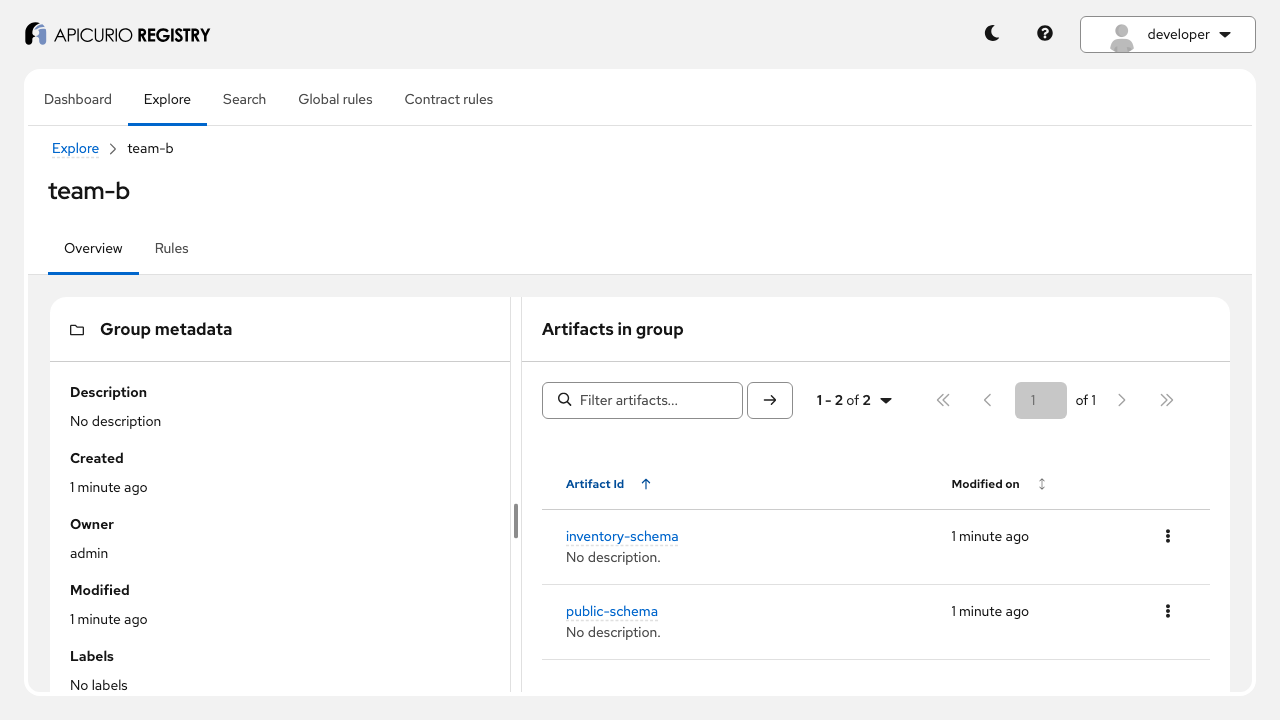 APICURIO REGISTRY
developer
Dashboard Explore Search Global rules Contract rules
Explore team-b
team-b
Overview Rules
Group metadata
Description
No description
Created
1 minute ago
Owner
admin
Modified
1 minute ago
Labels
No labels
Artifacts in group
Filter artifacts... 1 - 2 of 2 1 of 1
Artifact Id Modified on
inventory-schema 1 minute ago
No description.
public-schema 1 minute ago
No description.